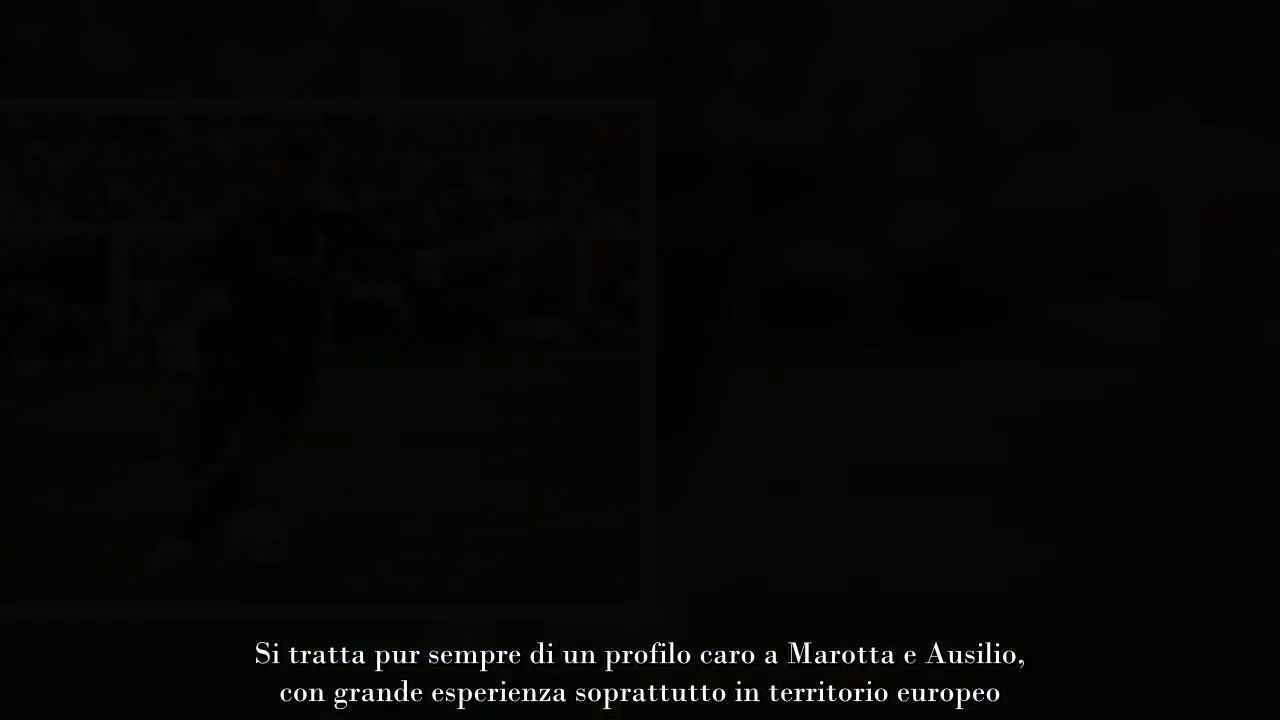 Si tratta pur sempre di un profilo caro a Marotta e Ausilio,
con grande esperienza soprattutto in territorio europeo